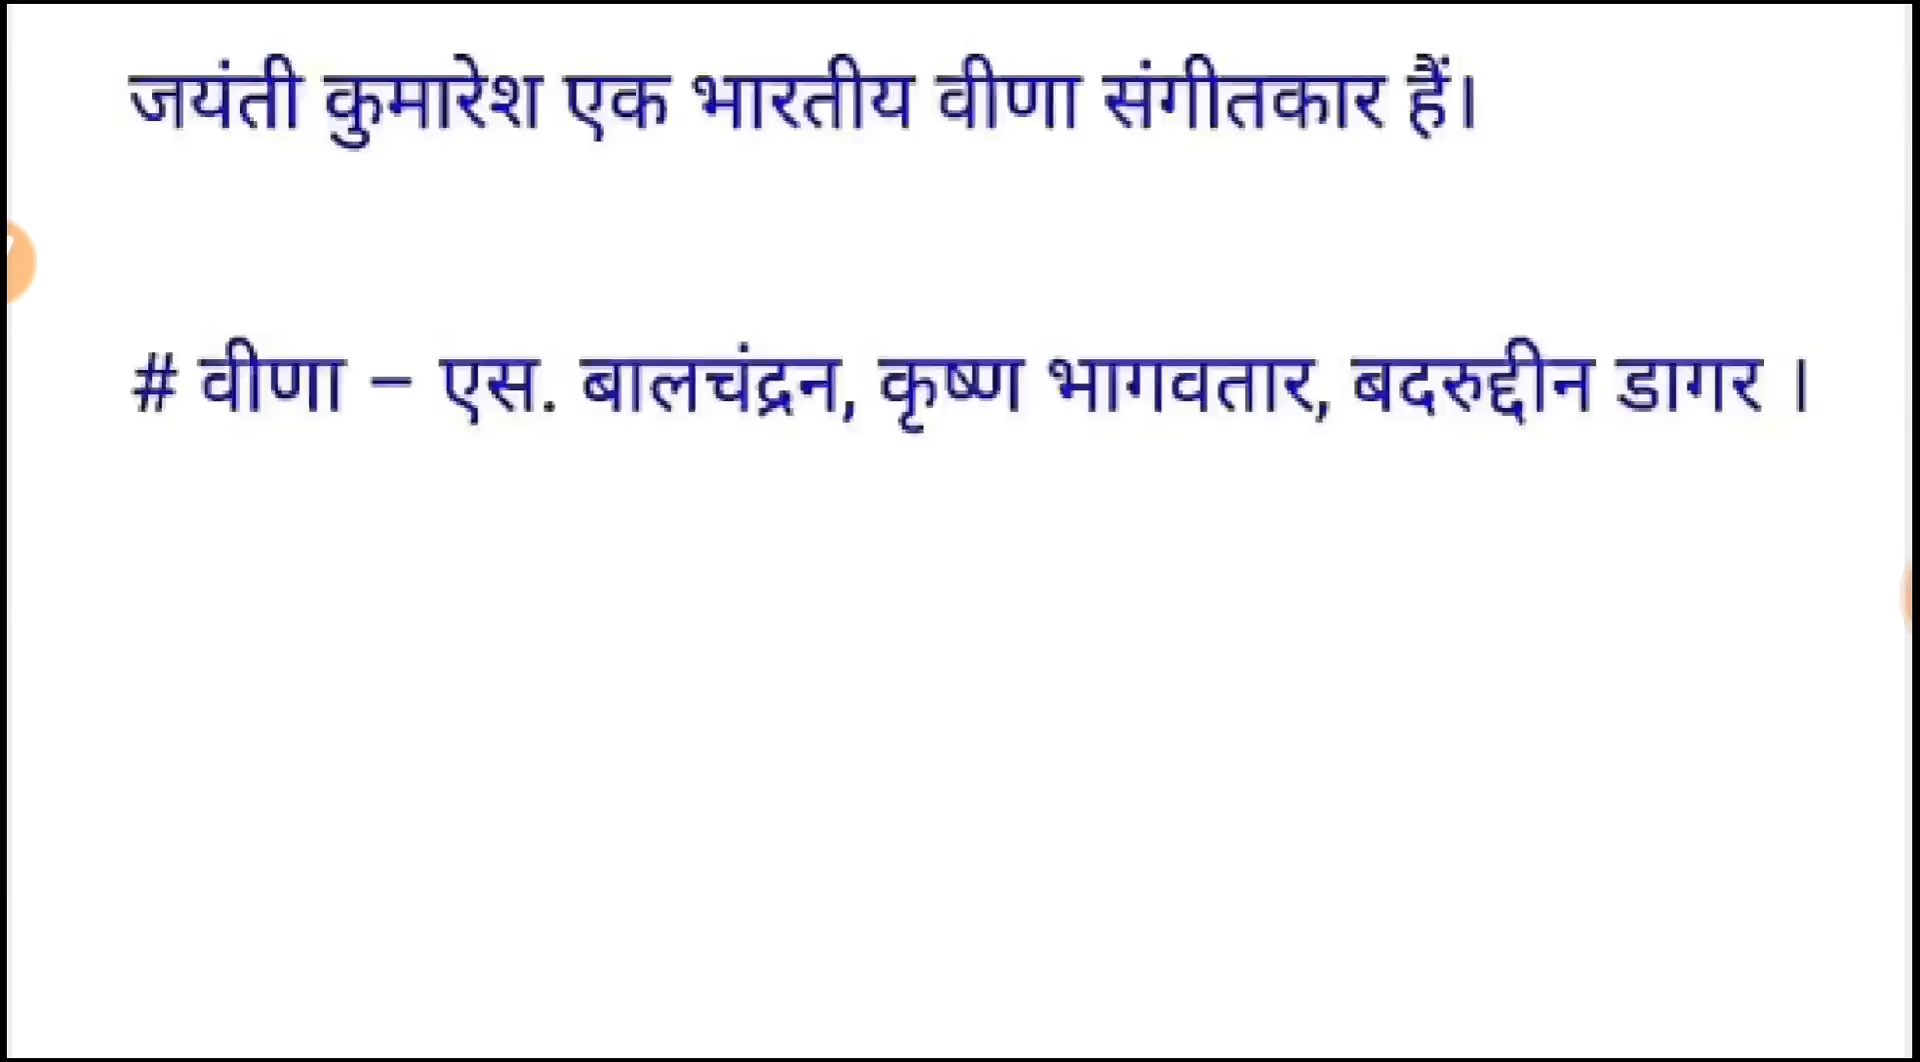 जयंती कुमारेश एक भारतीय वीणा संगीतकार हैं।
# वीणा – एस. बालचंद्रन, कृष्ण भागवतार, बदरुद्दीन डागर ।